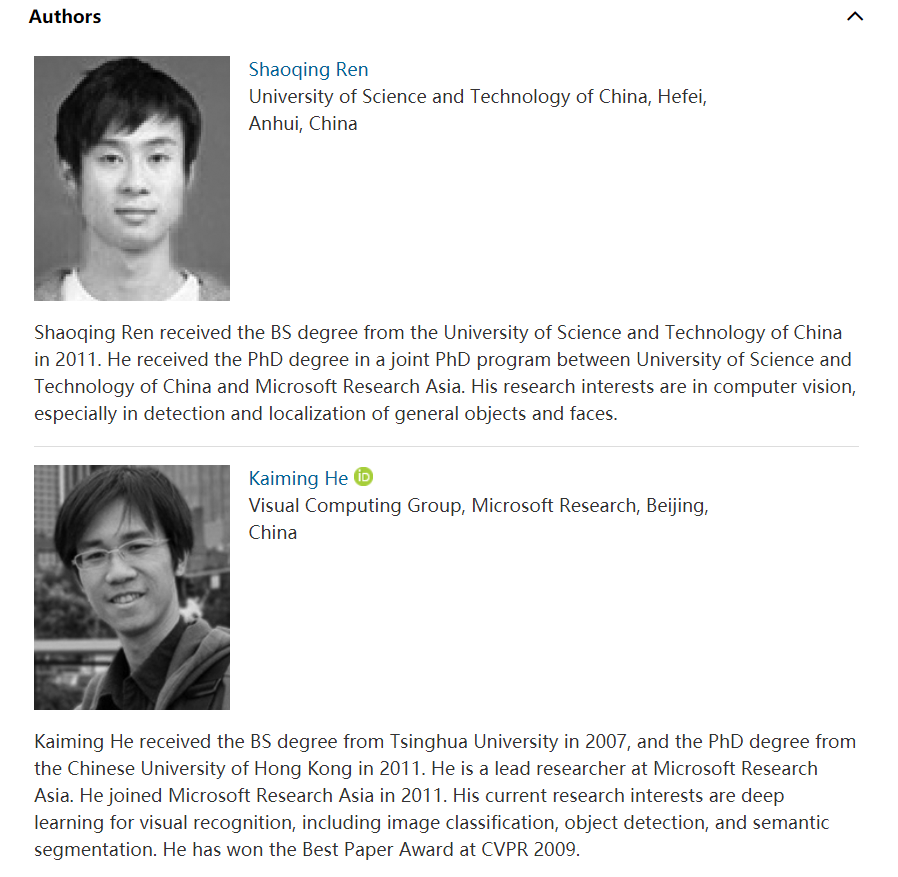 Authors
Shaoqing Ren
University of Science and Technology of China, Hefei,
Anhui, China
Shaoqing Ren received the BS degree from the University of Science and Technology of China
in 2011. He received the PhD degree in a joint PhD program between University of Science and
Technology of China and Microsoft Research Asia. His research interests are in computer vision,
especially in detection and localization of general objects and faces.
Kaiming He iD
Visual Computing Group, Microsoft Research, Beijing,
China
Kaiming He received the BS degree from Tsinghua University in 2007, and the PhD degree from
the Chinese University of Hong Kong in 2011. He is a lead researcher at Microsoft Research
Asia. He joined Microsoft Research Asia in 2011. His current research interests are deep
learning for visual recognition, including image classification, object detection, and semantic
segmentation. He has won the Best Paper Award at CVPR 2009.